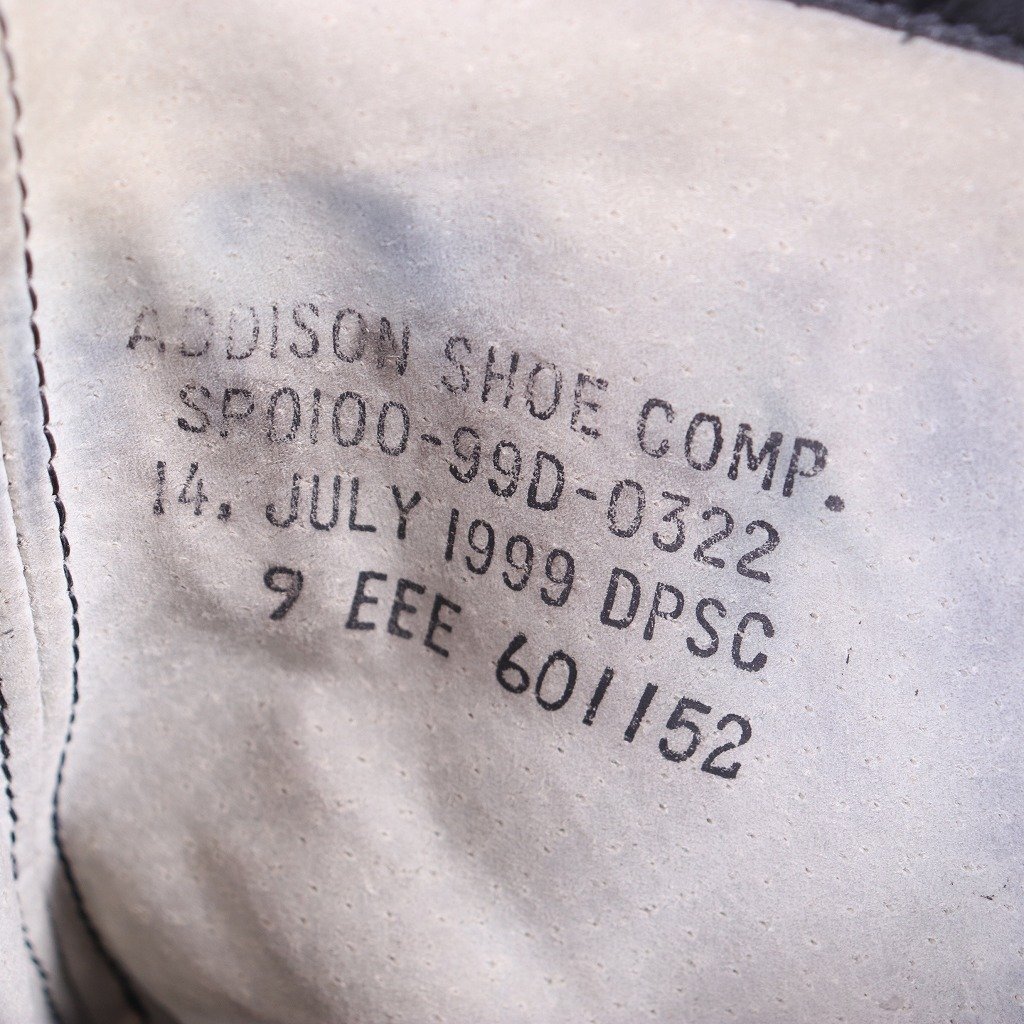 ADDISON SHOE COMP.
SP0100-99D-0322
14. JULY 1999 DPSC
9 EEE 601152